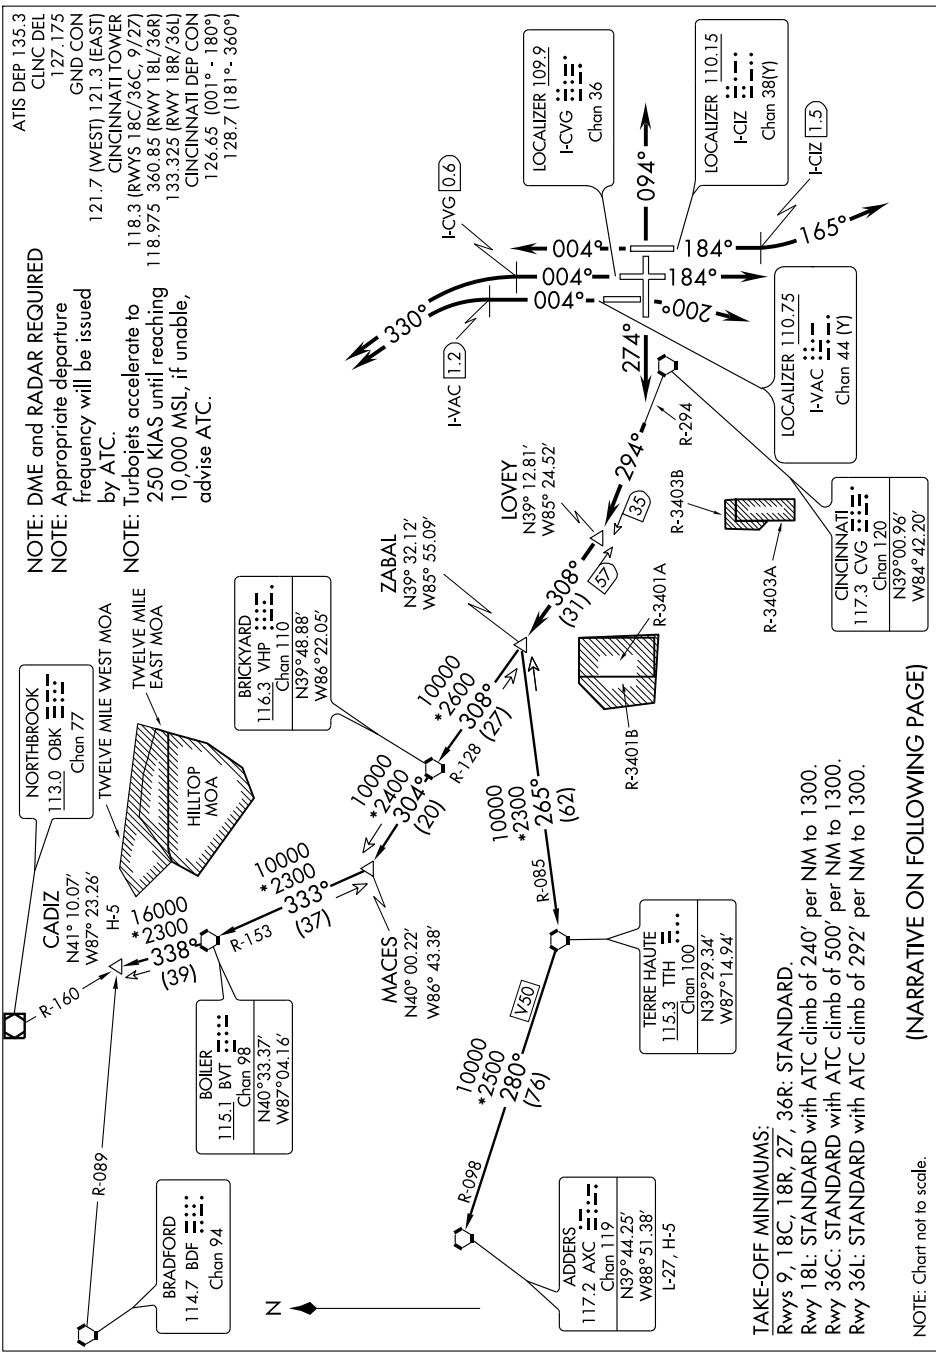 ATIS DEP 135.3
CLNC DEL
127.175
GND CON
121.7 (WEST) 121.3 (EAST)
CINCINNATI TOWER
118.3 (RWYS 18C/36C, 9/27)
118.975 360.85 (RWY 18L/36R)
133.325 (RWY 18R/36L)
CINCINNATI DEP CON
126.65 (001° - 180°)
128.7 (181°- 360°)
NOTE: DME and RADAR REQUIRED
NOTE: Appropriate departure
frequency will be issued
by ATC.
NOTE: Turbojets accelerate to
250 KIAS until reaching
10,000 MSL, if unable,
advise ATC.
NORTHBROOK
113.0 OBK
Chan 77
TWELVE MILE WEST MOA
TWELVE MILE
EAST MOA
HILLTOP
MOA
CADIZ
N41° 10.07'
W87° 23.26'
H-5
R-160
R-089
16000
*2300
338°
(39)
BRADFORD
114.7 BDF
Chan 94
BOILER
115.1 BVT
Chan 98
N40°33.37'
W87°04.16'
R-153
10000
*2300
333°
(37)
MACES
N40° 00.22'
W86° 43.38'
10000
*2400
304°
(20)
BRICKYARD
116.3 VHP
Chan 110
N39°48.88'
W86°22.05'
R-128
10000
*2600
308°
(27)
ZABAL
N39° 32.12'
W85° 55.09'
308°
(31)
57
35
LOVEY
N39° 12.81'
W85° 24.52'
294°
R-294
274°
330°
I-VAC 1.2
I-CVG 0.6
004°
004°
004°
094°
184°
184°
200°
165°
I-CIZ 1.5
LOCALIZER 109.9
I-CVG
Chan 36
LOCALIZER 110.15
I-CIZ
Chan 38(Y)
LOCALIZER 110.75
I-VAC
Chan 44 (Y)
CINCINNATI
117.3 CVG
Chan 120
N39°00.96'
W84°42.20'
R-3403B
R-3403A
R-3401A
R-3401B
10000
*2300
265°
(62)
R-085
TERRE HAUTE
115.3 TTH
Chan 100
N39°29.34'
W87°14.94'
V50
10000
*2500
280°
(76)
R-098
ADDERS
117.2 AXC
Chan 119
N39°44.25'
W88°51.38'
L-27, H-5
N
TAKE-OFF MINIMUMS:
Rwys 9, 18C, 18R, 27, 36R: STANDARD.
Rwy 18L: STANDARD with ATC climb of 240' per NM to 1300.
Rwy 36C: STANDARD with ATC climb of 500' per NM to 1300.
Rwy 36L: STANDARD with ATC climb of 292' per NM to 1300.
(NARRATIVE ON FOLLOWING PAGE)
NOTE: Chart not to scale.